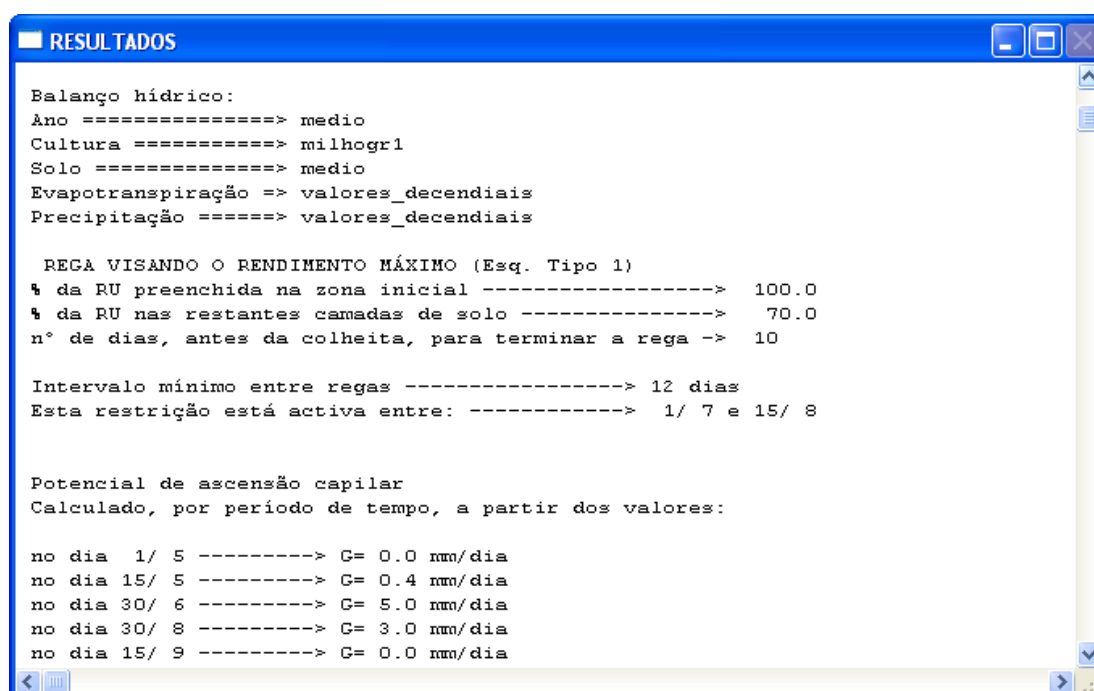 RESULTADOS
Balanço hídrico:
Ano ===============> medio
Cultura ===========> milhogr1
Solo ==============> medio
Evapotranspiração => valores_decendiais
Precipitação ======> valores_decendiais
REGA VISANDO O RENDIMENTO MÁXIMO (Esq. Tipo 1)
% da RU preenchida na zona inicial ------------------> 100.0
% da RU nas restantes camadas de solo ---------------> 70.0
nº de dias, antes da colheita, para terminar a rega -> 10
Intervalo mínimo entre regas -----------------> 12 dias
Esta restrição está activa entre: ------------> 1/ 7 e 15/ 8
Potencial de ascensão capilar
Calculado, por período de tempo, a partir dos valores:
no dia 1/ 5 ---------> G= 0.0 mm/dia
no dia 15/ 5 ---------> G= 0.4 mm/dia
no dia 30/ 6 ---------> G= 5.0 mm/dia
no dia 30/ 8 ---------> G= 3.0 mm/dia
no dia 15/ 9 ---------> G= 0.0 mm/dia